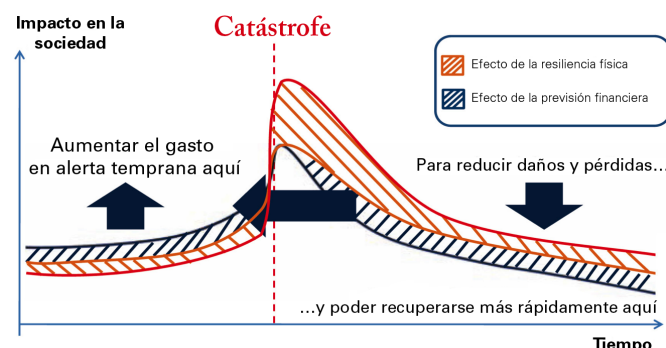 Impacto en la
sociedad
Catástrofe
Efecto de la resiliencia física
Efecto de la previsión financiera
Aumentar el gasto
en alerta temprana aquí
Para reducir daños y pérdidas...
...y poder recuperarse más rápidamente aquí
Tiempo